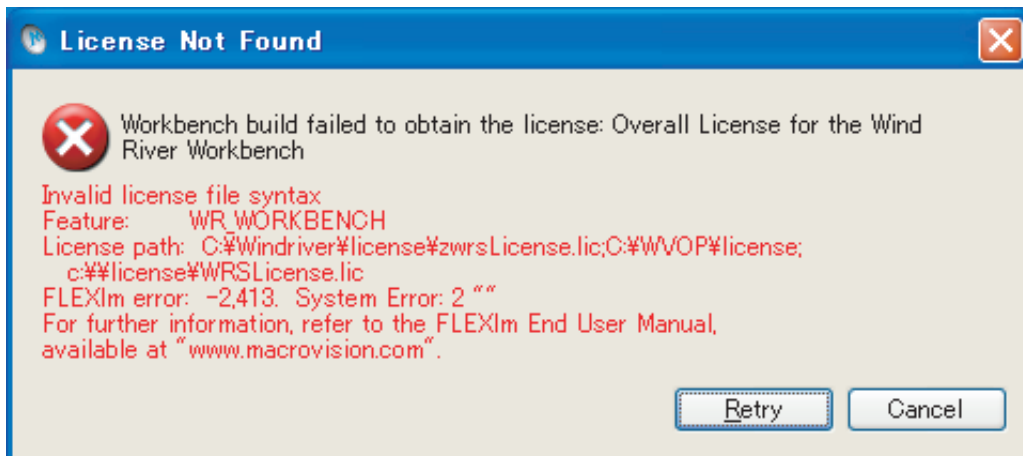 License Not Found
Workbench build failed to obtain the license: Overall License for the Wind
River Workbench
Invalid license file syntax
Feature: WR_WORKBENCH
License path: C:¥Windriver¥license¥zwrsLicense.lic;C:¥WVOP¥license;
c:¥¥license¥WRSLicense.lic
FLEXlm error: -2,413. System Error: 2 ""
For further information, refer to the FLEXlm End User Manual,
available at "www.macrovision.com".
Retry Cancel